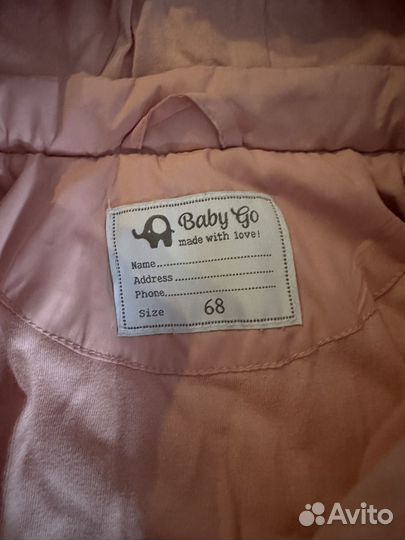 Baby Go
made with love!
Name..............................
Address.........................
Phone............................
Size 68
Avito